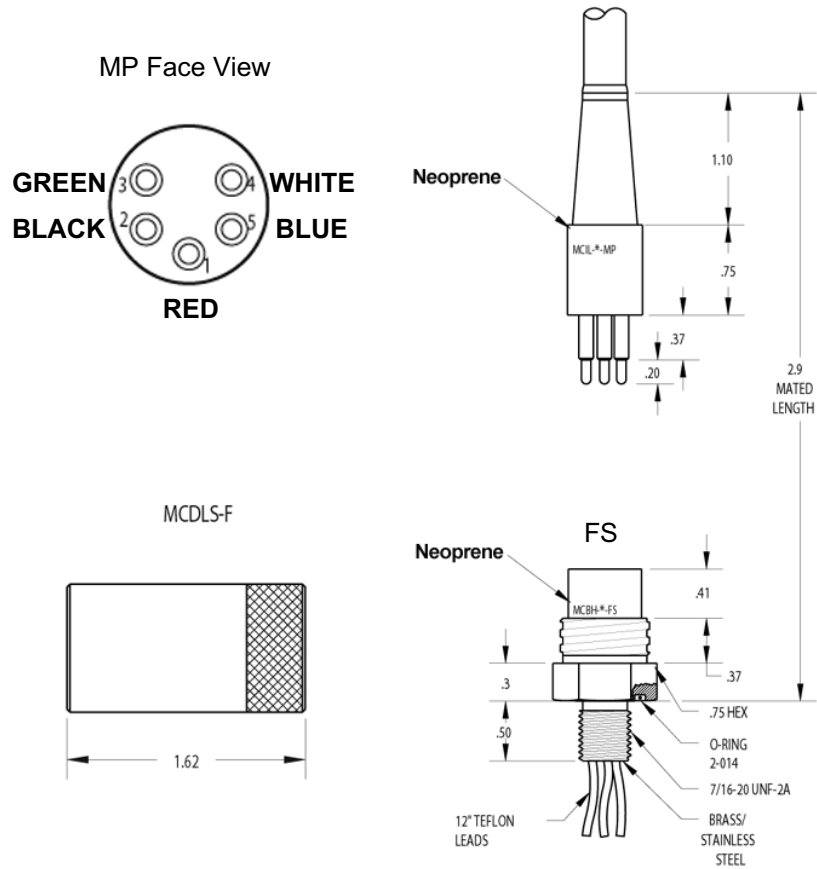 MP Face View
GREEN 3 4 WHITE
BLACK 2 5 BLUE
1
RED
Neoprene
MCIL-*-MP
1.10
.75
.37
.20
2.9
MATED
LENGTH
MCDLS-F
1.62
FS
Neoprene
MCBH-*-FS
.41
.37
.3
.50
.75 HEX
O-RING
2-014
7/16-20 UNF-2A
BRASS/
STAINLESS
STEEL
12" TEFLON
LEADS